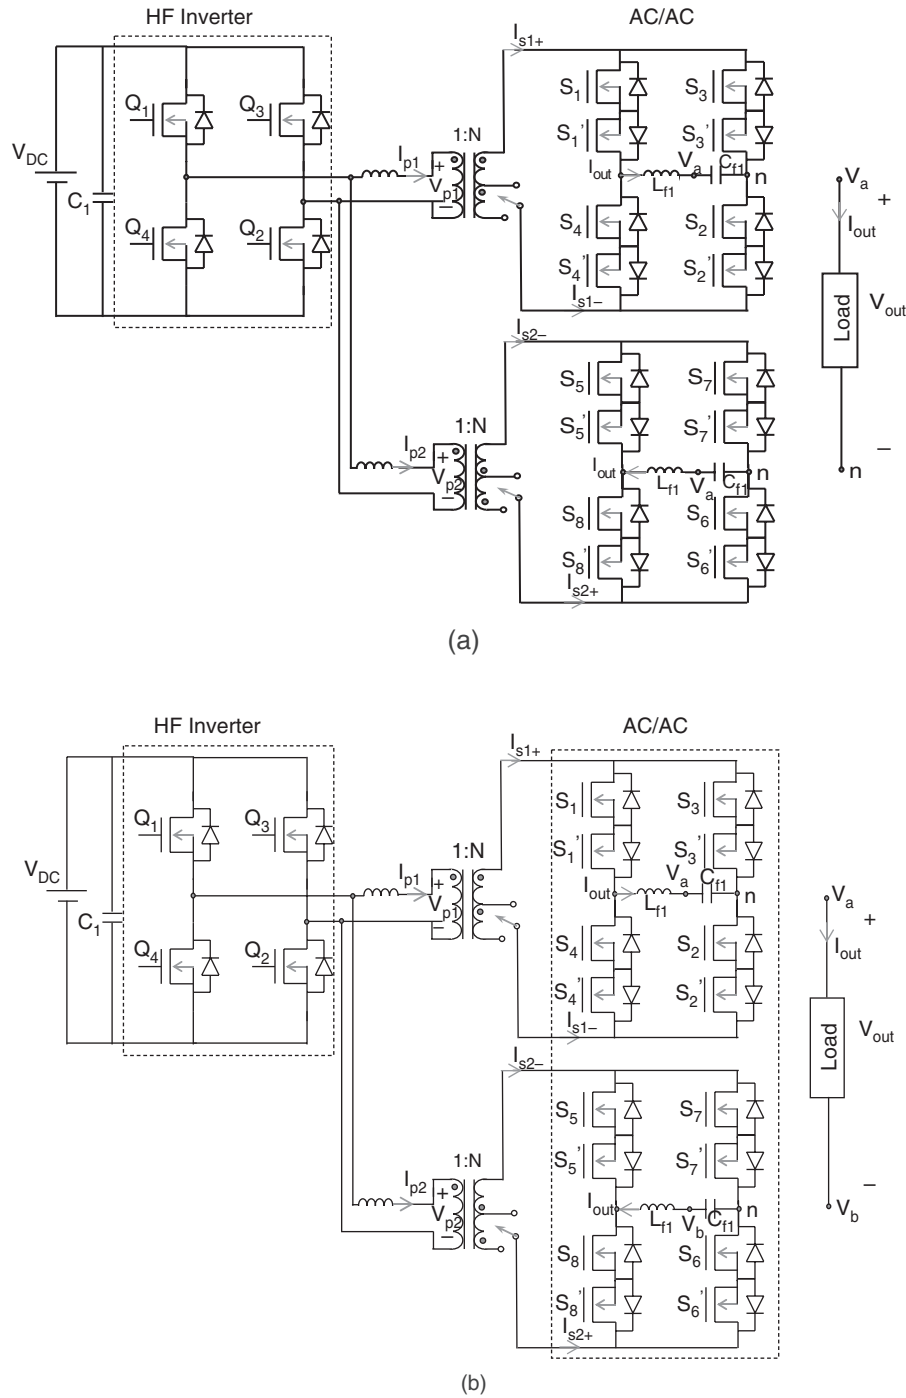 HF Inverter
AC/AC
I_s1+
S_1
S_3
Q_1
Q_3
1:N
S_1'
S_3'
V_DC
I_p1
+
V_a
C_f1
V_a
I_out
n
+
V_p1
L_f1
C_1
−
I_out
Q_4
Q_2
S_4
S_2
V_out
Load
S_4'
S_2'
I_s1−
I_s2−
S_5
S_7
1:N
S_5'
S_7'
−
I_p2
+
I_out
n
n
V_p2
L_f1
V_a
C_f1
−
S_8
S_6
S_8'
S_6'
I_s2+
(a)
HF Inverter
AC/AC
I_s1+
S_1
S_3
Q_1
Q_3
1:N
S_1'
S_3'
V_DC
I_p1
+
V_a
C_f1
V_a
I_out
n
+
V_p1
L_f1
C_1
−
I_out
Q_4
Q_2
S_4
S_2
S_4'
S_2'
V_out
Load
I_s1−
I_s2−
S_5
S_7
1:N
S_5'
S_7'
I_p2
+
−
I_out
n
V_b
V_p2
L_f1
V_b
C_f1
−
S_8
S_6
S_8'
S_6'
I_s2+
(b)